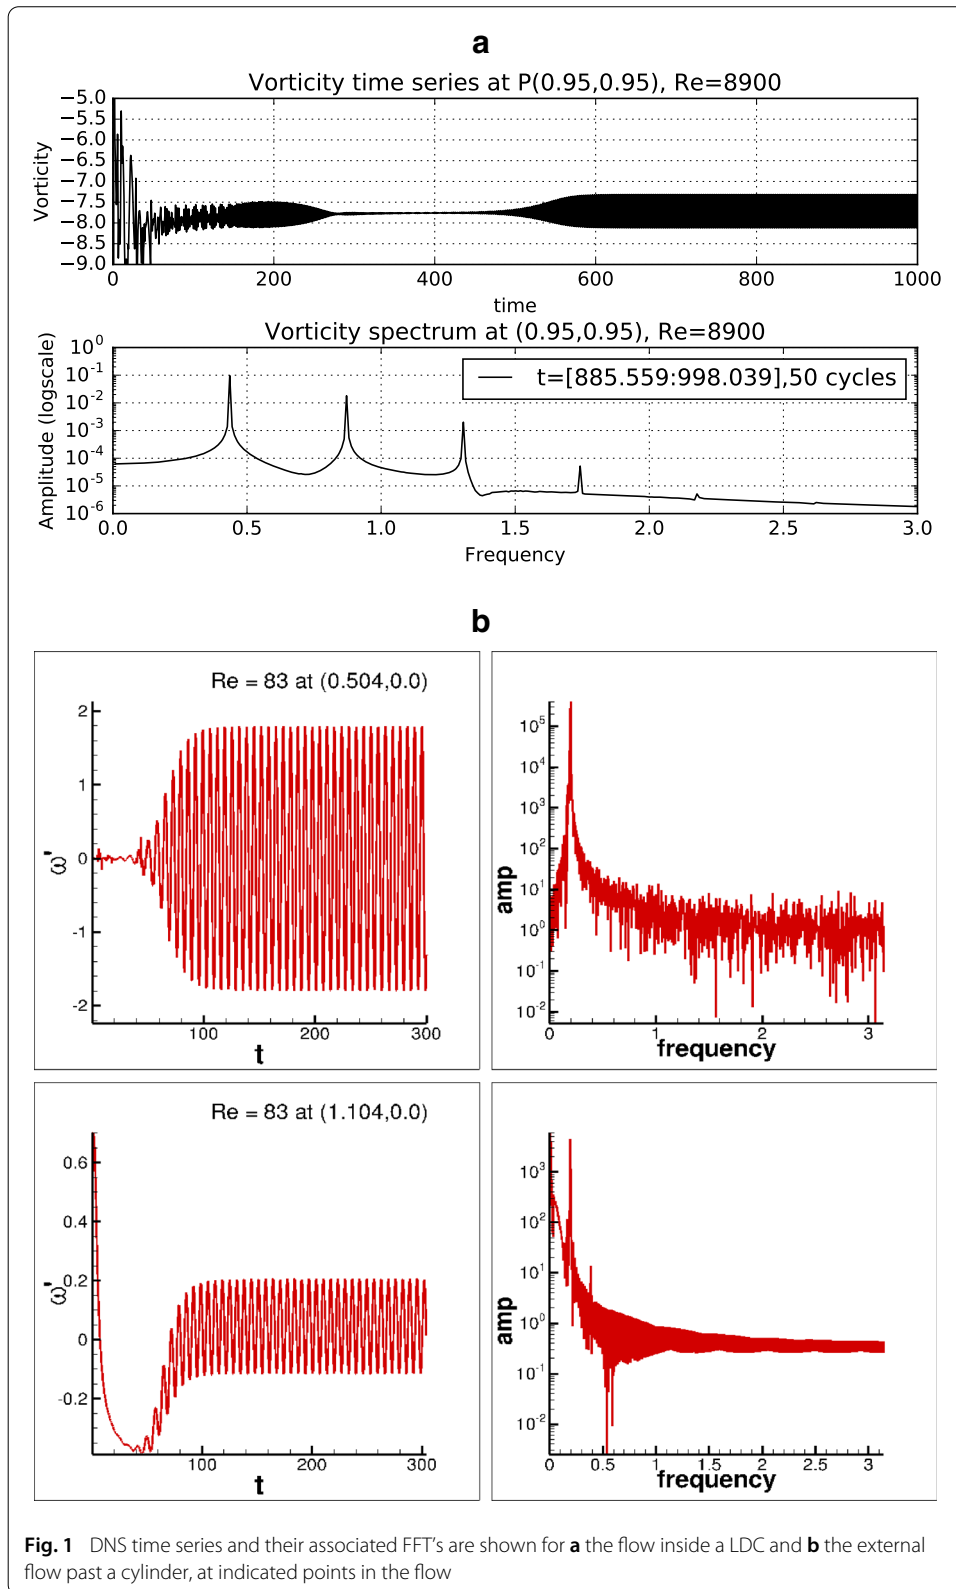 a
Vorticity time series at P(0.95,0.95), Re=8900
−5.0
−5.5
−6.0
−6.5
−7.0
−7.5
−8.0
−8.5
−9.0
Vorticity
0 200 400 600 800 1000
time
Vorticity spectrum at (0.95,0.95), Re=8900
10^0
10^-1
10^-2
10^-3
10^-4
10^-5
10^-6
Amplitude (logscale)
t=[885.559:998.039],50 cycles
0.0 0.5 1.0 1.5 2.0 2.5 3.0
Frequency
b
Re = 83 at (0.504,0.0)
2
1
0
-1
-2
ω'
100 200 300
t
10^5
10^4
10^3
10^2
10^1
10^0
10^-1
10^-2
amp
0 1 2 3
frequency
Re = 83 at (1.104,0.0)
0.6
0.4
0.2
0
-0.2
ω'
100 200 300
t
10^3
10^2
10^1
10^0
10^-1
10^-2
amp
0 0.5 1 1.5 2 2.5 3
frequency
Fig. 1 DNS time series and their associated FFT's are shown for a the flow inside a LDC and b the external
flow past a cylinder, at indicated points in the flow